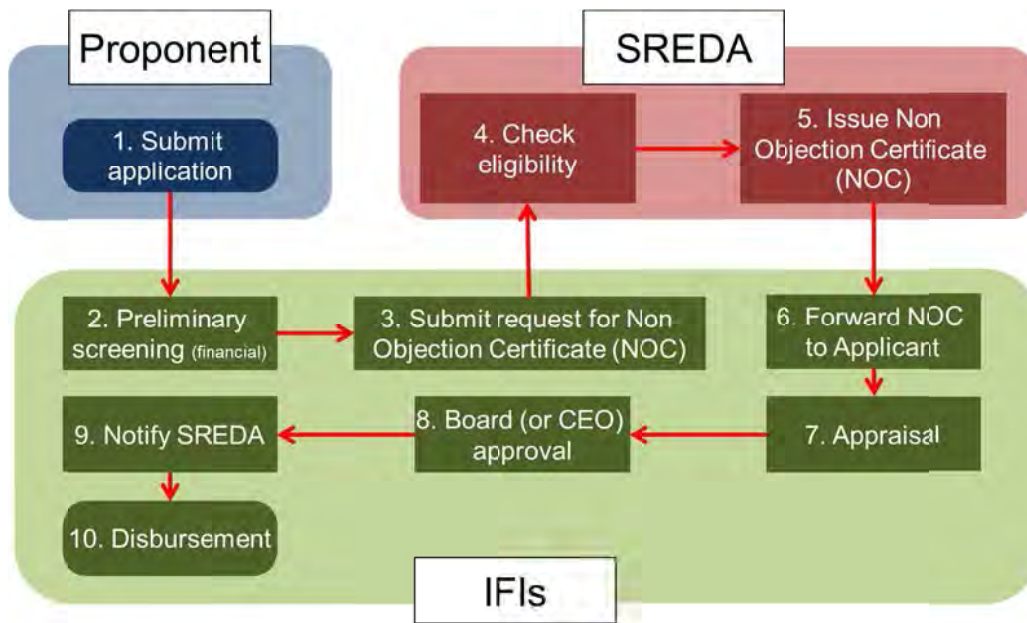 Proponent
SREDA
1. Submit
application
4. Check
eligibility
5. Issue Non
Objection Certificate
(NOC)
2. Preliminary
screening (financial)
3. Submit request for Non
Objection Certificate (NOC)
6. Forward NOC
to Applicant
9. Notify SREDA
8. Board (or CEO)
approval
7. Appraisal
10. Disbursement
IFIs